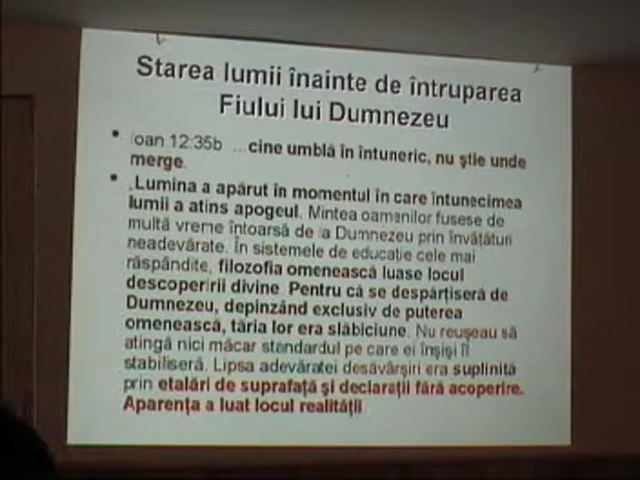 Starea lumii înainte de întruparea
Fiului lui Dumnezeu
• Ioan 12:35b ...cine umblă în întuneric, nu ştie unde
merge.
• „Lumina a apărut în momentul în care întunecimea
lumii a atins apogeul. Mintea oamenilor fusese de
multă vreme întoarsă de la Dumnezeu prin învăţături
neadevărate. În sistemele de educaţie cele mai
răspândite, filozofia omenească luase locul
descoperirii divine. Pentru că se despărţiseră de
Dumnezeu, depinzând exclusiv de puterea
omenească, tăria lor era slăbiciune. Nu reuşeau să
atingă nici măcar standardul pe care ei înşişi îl
stabiliseră. Lipsa adevăratei desăvârşiri era suplinită
prin etalări de suprafaţă şi declaraţii fără acoperire.
Aparenţa a luat locul realităţii.